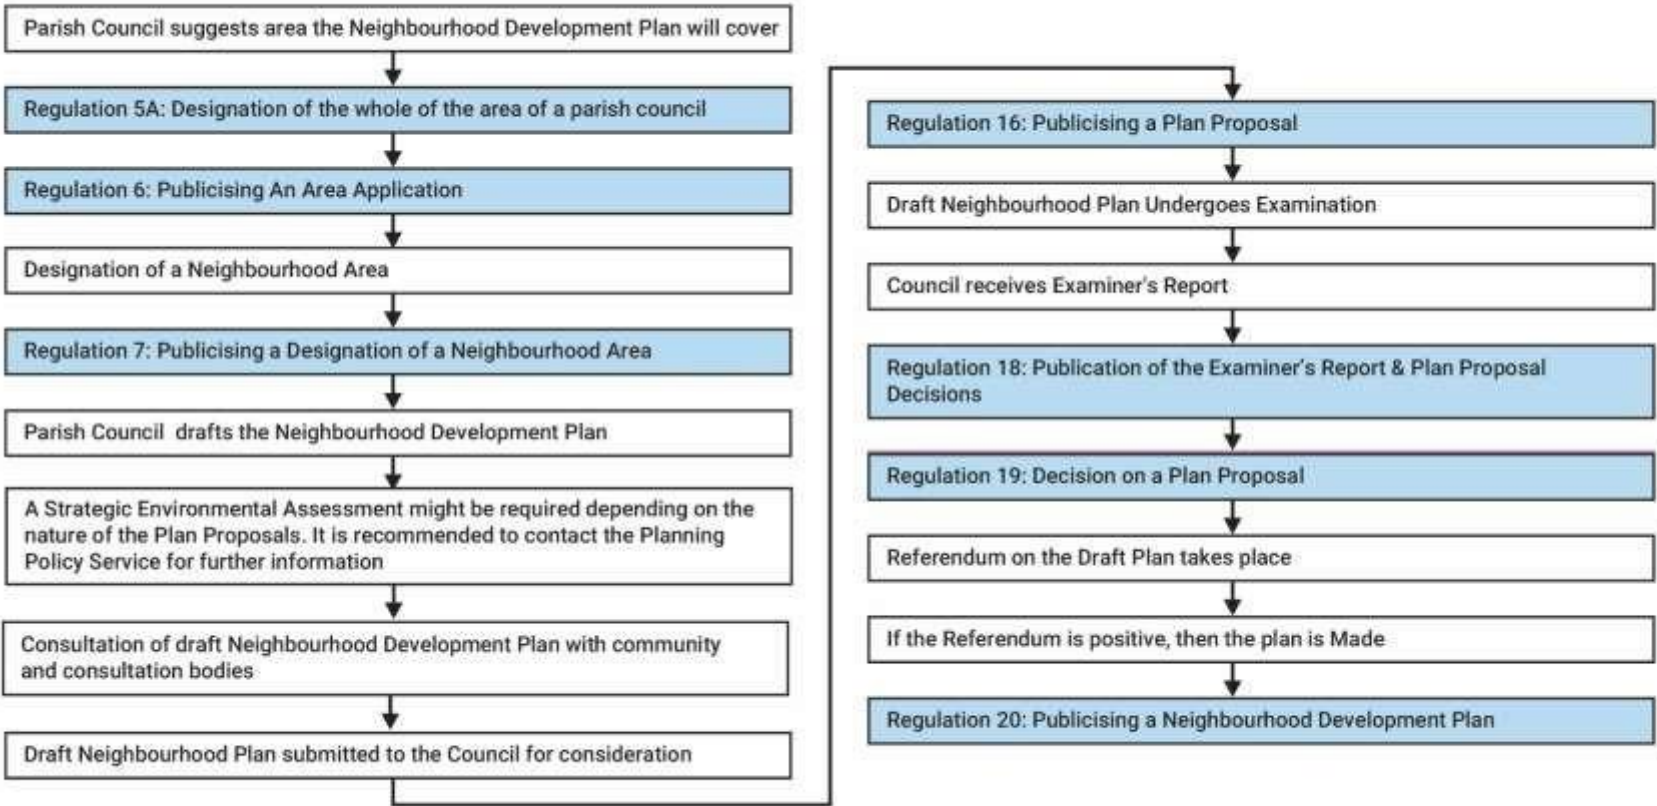 Parish Council suggests area the Neighbourhood Development Plan will cover
Regulation 5A: Designation of the whole of the area of a parish council
Regulation 6: Publicising An Area Application
Designation of a Neighbourhood Area
Regulation 7: Publicising a Designation of a Neighbourhood Area
Parish Council drafts the Neighbourhood Development Plan
A Strategic Environmental Assessment might be required depending on the
nature of the Plan Proposals. It is recommended to contact the Planning
Policy Service for further information
Consultation of draft Neighbourhood Development Plan with community
and consultation bodies
Draft Neighbourhood Plan submitted to the Council for consideration
Regulation 16: Publicising a Plan Proposal
Draft Neighbourhood Plan Undergoes Examination
Council receives Examiner's Report
Regulation 18: Publication of the Examiner's Report & Plan Proposal
Decisions
Regulation 19: Decision on a Plan Proposal
Referendum on the Draft Plan takes place
If the Referendum is positive, then the plan is Made
Regulation 20: Publicising a Neighbourhood Development Plan